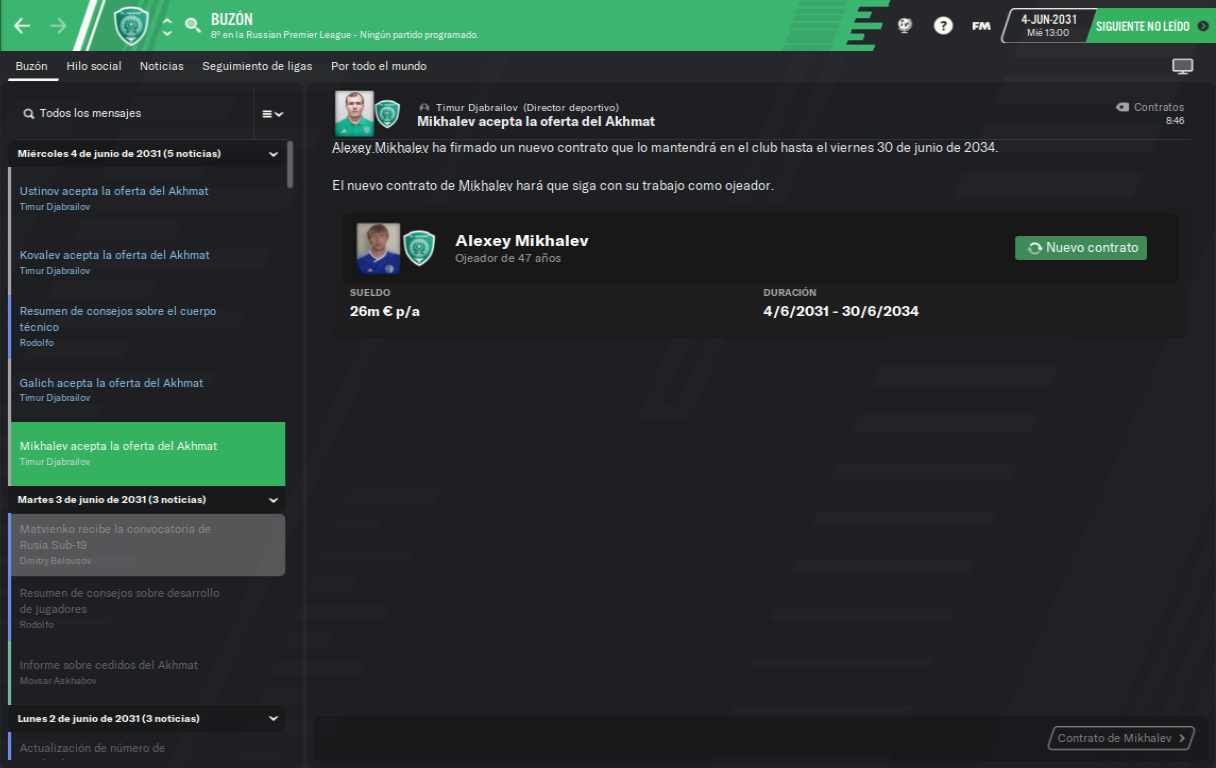 BUZÓN
8º en la Russian Premier League - Ningún partido programado.
?
FM
4-JUN-2031
Mié 13:00
SIGUIENTE NO LEÍDO
Buzón
Hilo social
Noticias
Seguimiento de ligas
Por todo el mundo
Todos los mensajes
Miércoles 4 de junio de 2031 (5 noticias)
Ustinov acepta la oferta del Akhmat
Timur Djabrailov
Kovalev acepta la oferta del Akhmat
Timur Djabrailov
Resumen de consejos sobre el cuerpo
técnico
Rodolfo
Galich acepta la oferta del Akhmat
Timur Djabrailov
Mikhalev acepta la oferta del Akhmat
Timur Djabrailov
Martes 3 de junio de 2031 (3 noticias)
Matvienko recibe la convocatoria de
Rusia Sub-19
Dmitry Belousov
Resumen de consejos sobre desarrollo
de jugadores
Rodolfo
Informe sobre cedidos del Akhmat
Movsar Askhabov
Lunes 2 de junio de 2031 (3 noticias)
Actualización de número de
Timur Djabrailov (Director deportivo)
Mikhalev acepta la oferta del Akhmat
Contratos
8:46
Alexey Mikhalev ha firmado un nuevo contrato que lo mantendrá en el club hasta el viernes 30 de junio de 2034.
El nuevo contrato de Mikhalev hará que siga con su trabajo como ojeador.
Alexey Mikhalev
Ojeador de 47 años
Nuevo contrato
SUELDO
26m € p/a
DURACIÓN
4/6/2031 - 30/6/2034
Contrato de Mikhalev